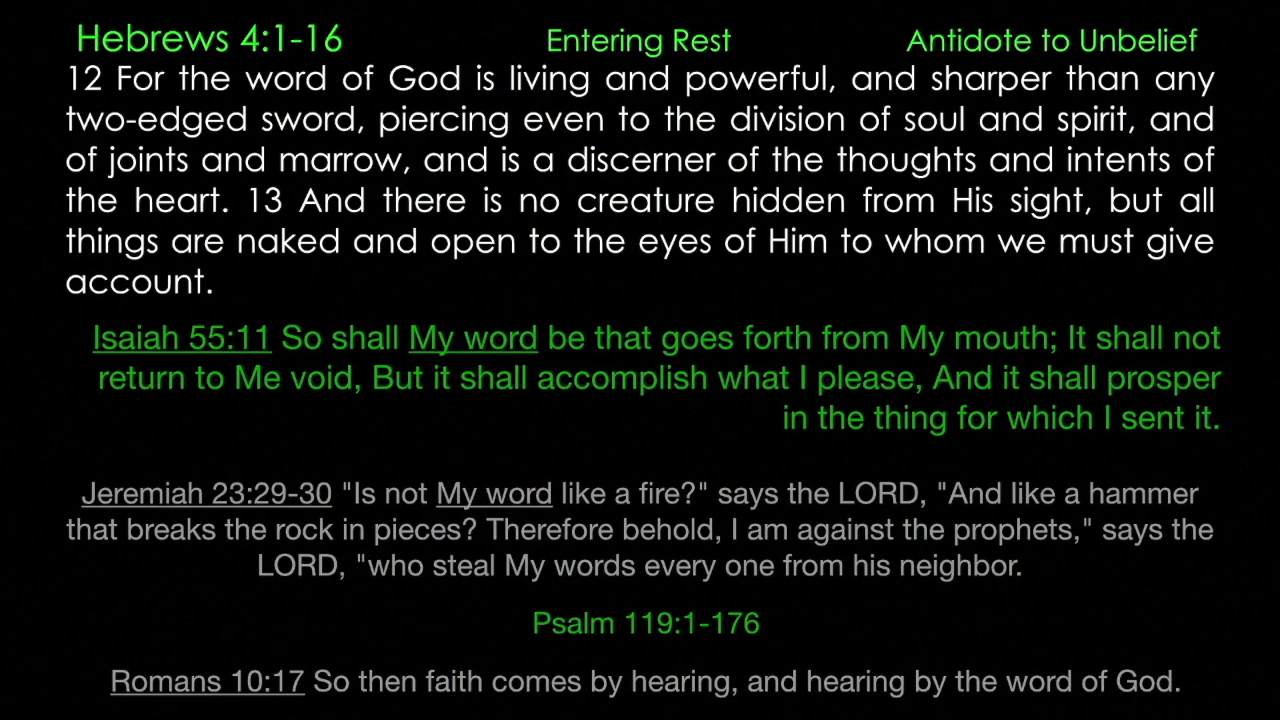 Hebrews 4:1-16 Entering Rest Antidote to Unbelief
12 For the word of God is living and powerful, and sharper than any
two-edged sword, piercing even to the division of soul and spirit, and
of joints and marrow, and is a discerner of the thoughts and intents of
the heart. 13 And there is no creature hidden from His sight, but all
things are naked and open to the eyes of Him to whom we must give
account.
Isaiah 55:11 So shall My word be that goes forth from My mouth; It shall not
return to Me void, But it shall accomplish what I please, And it shall prosper
in the thing for which I sent it.
Jeremiah 23:29-30 "Is not My word like a fire?" says the LORD, "And like a hammer
that breaks the rock in pieces? Therefore behold, I am against the prophets," says the
LORD, "who steal My words every one from his neighbor.
Psalm 119:1-176
Romans 10:17 So then faith comes by hearing, and hearing by the word of God.